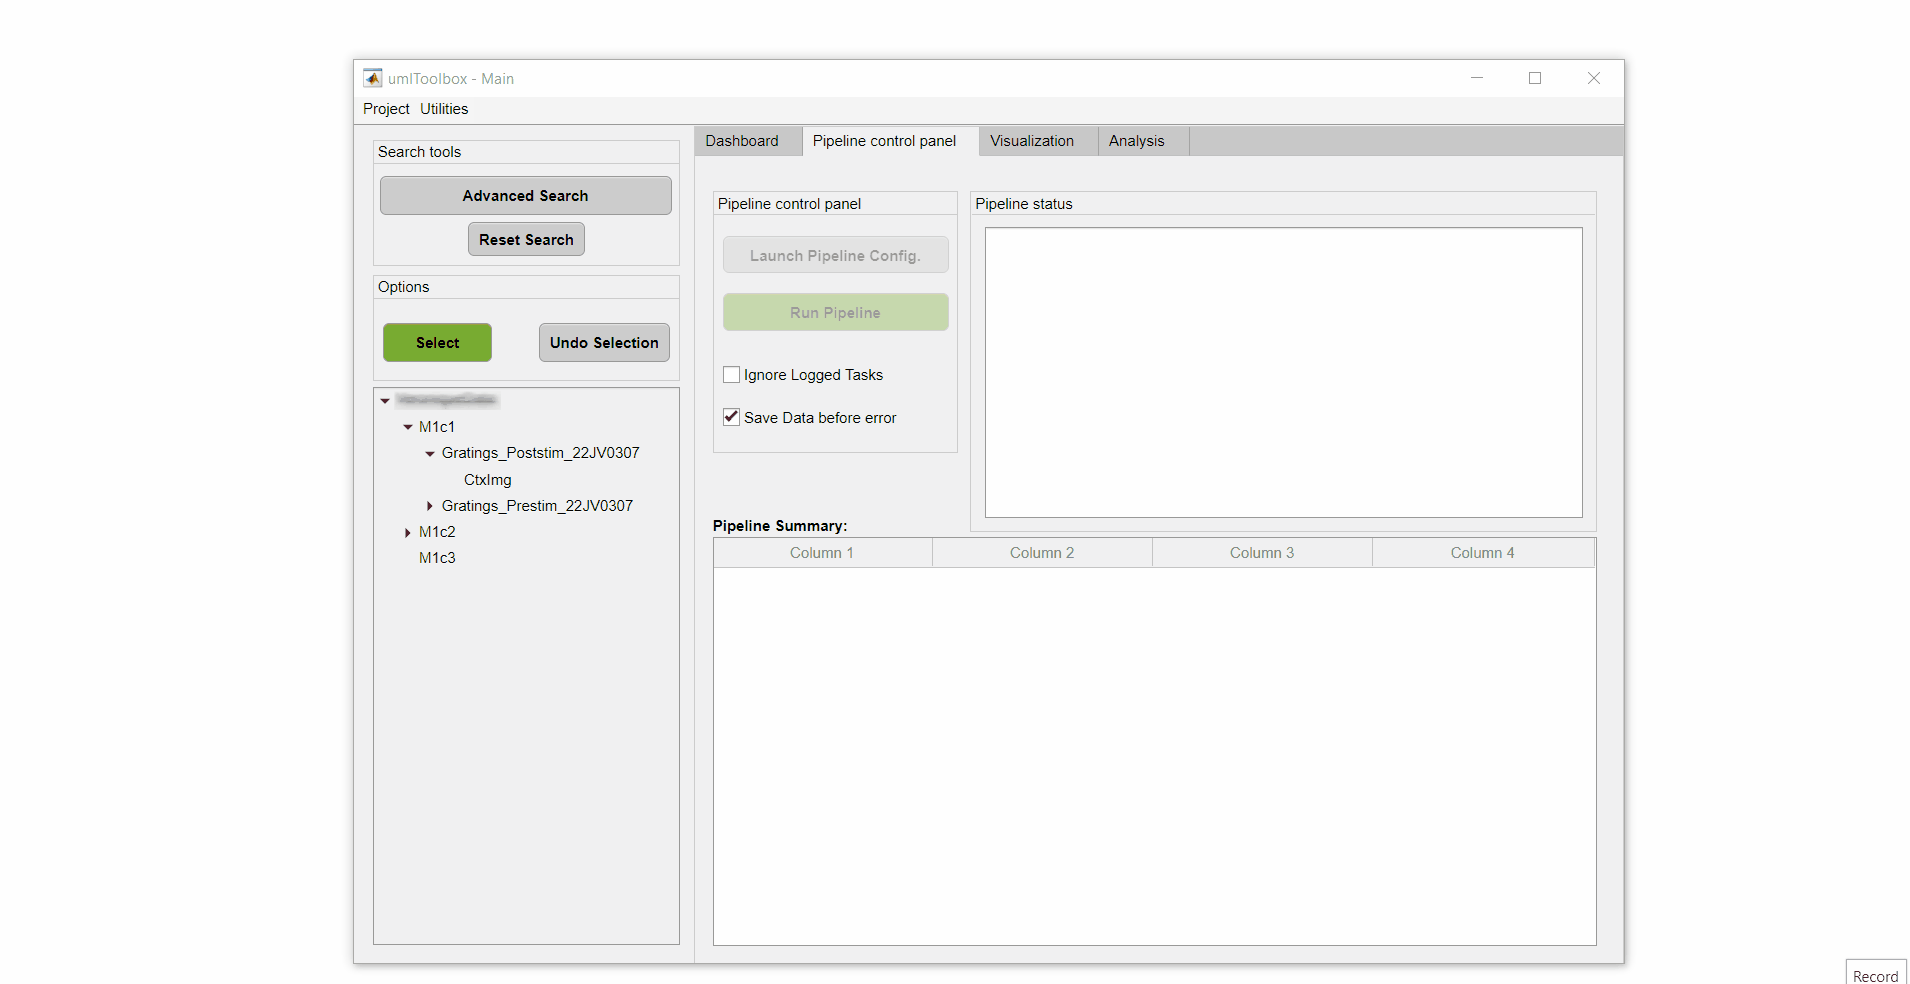 umIToolbox - Main
Project Utilities
Search tools
Advanced Search
Reset Search
Options
Select Undo Selection
M1c1
Gratings_Poststim_22JV0307
CtxImg
Gratings_Prestim_22JV0307
M1c2
M1c3
Dashboard Pipeline control panel Visualization Analysis
Pipeline control panel
Launch Pipeline Config.
Run Pipeline
Ignore Logged Tasks
Save Data before error
Pipeline status
Pipeline Summary:
Column 1 Column 2 Column 3 Column 4
Record